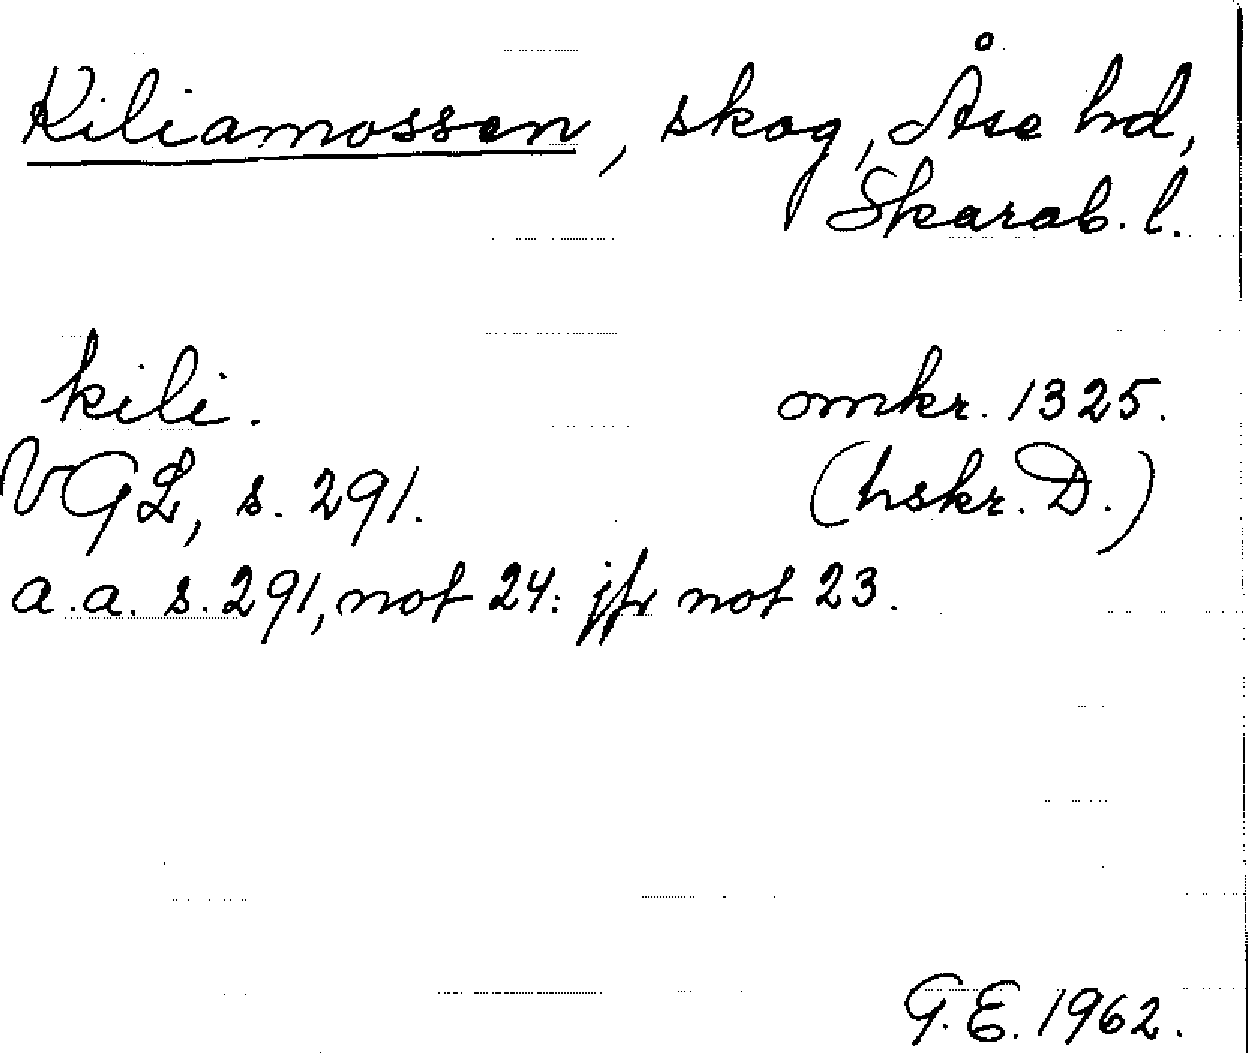 Kiliamossen, skog, Åse hd,
Skarab. l.
kili. omkr. 1325.
VGL, s. 291. (hskr. D.)
a.a. s. 291, not 24: jfr not 23.
G.E. 1962.